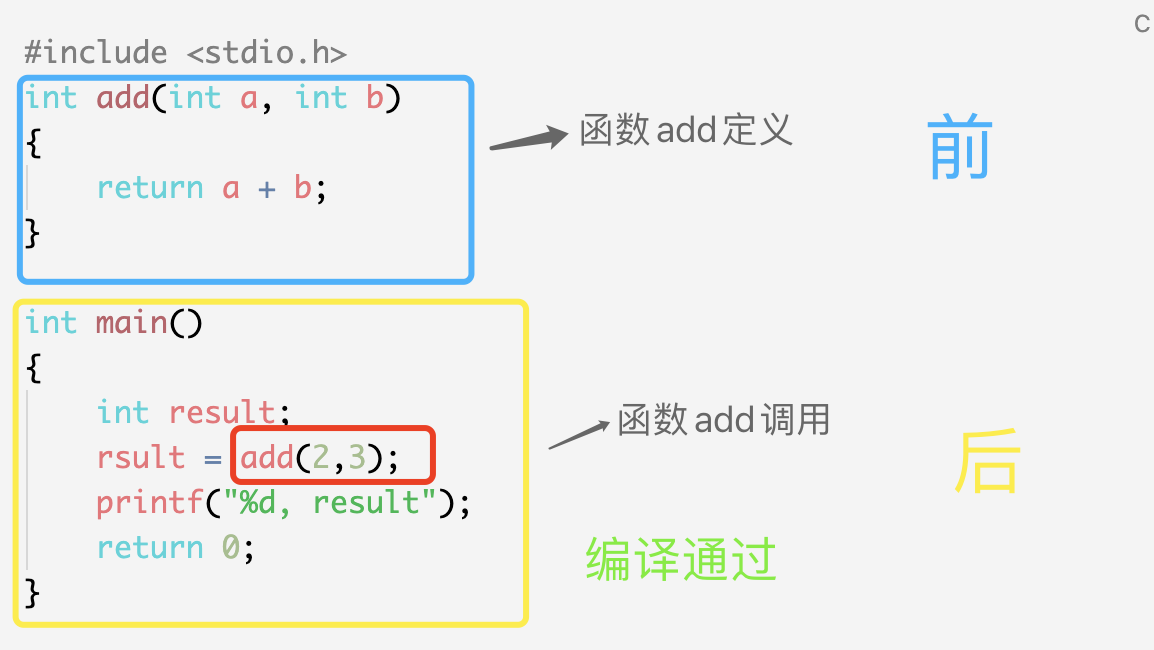 C
#include <stdio.h>
int add(int a, int b)
{
    return a + b;
}
函数add定义
前
int main()
{
    int result;
    rsult = add(2,3);
    printf("%d, result");
    return 0;
}
函数add调用
后
编译通过